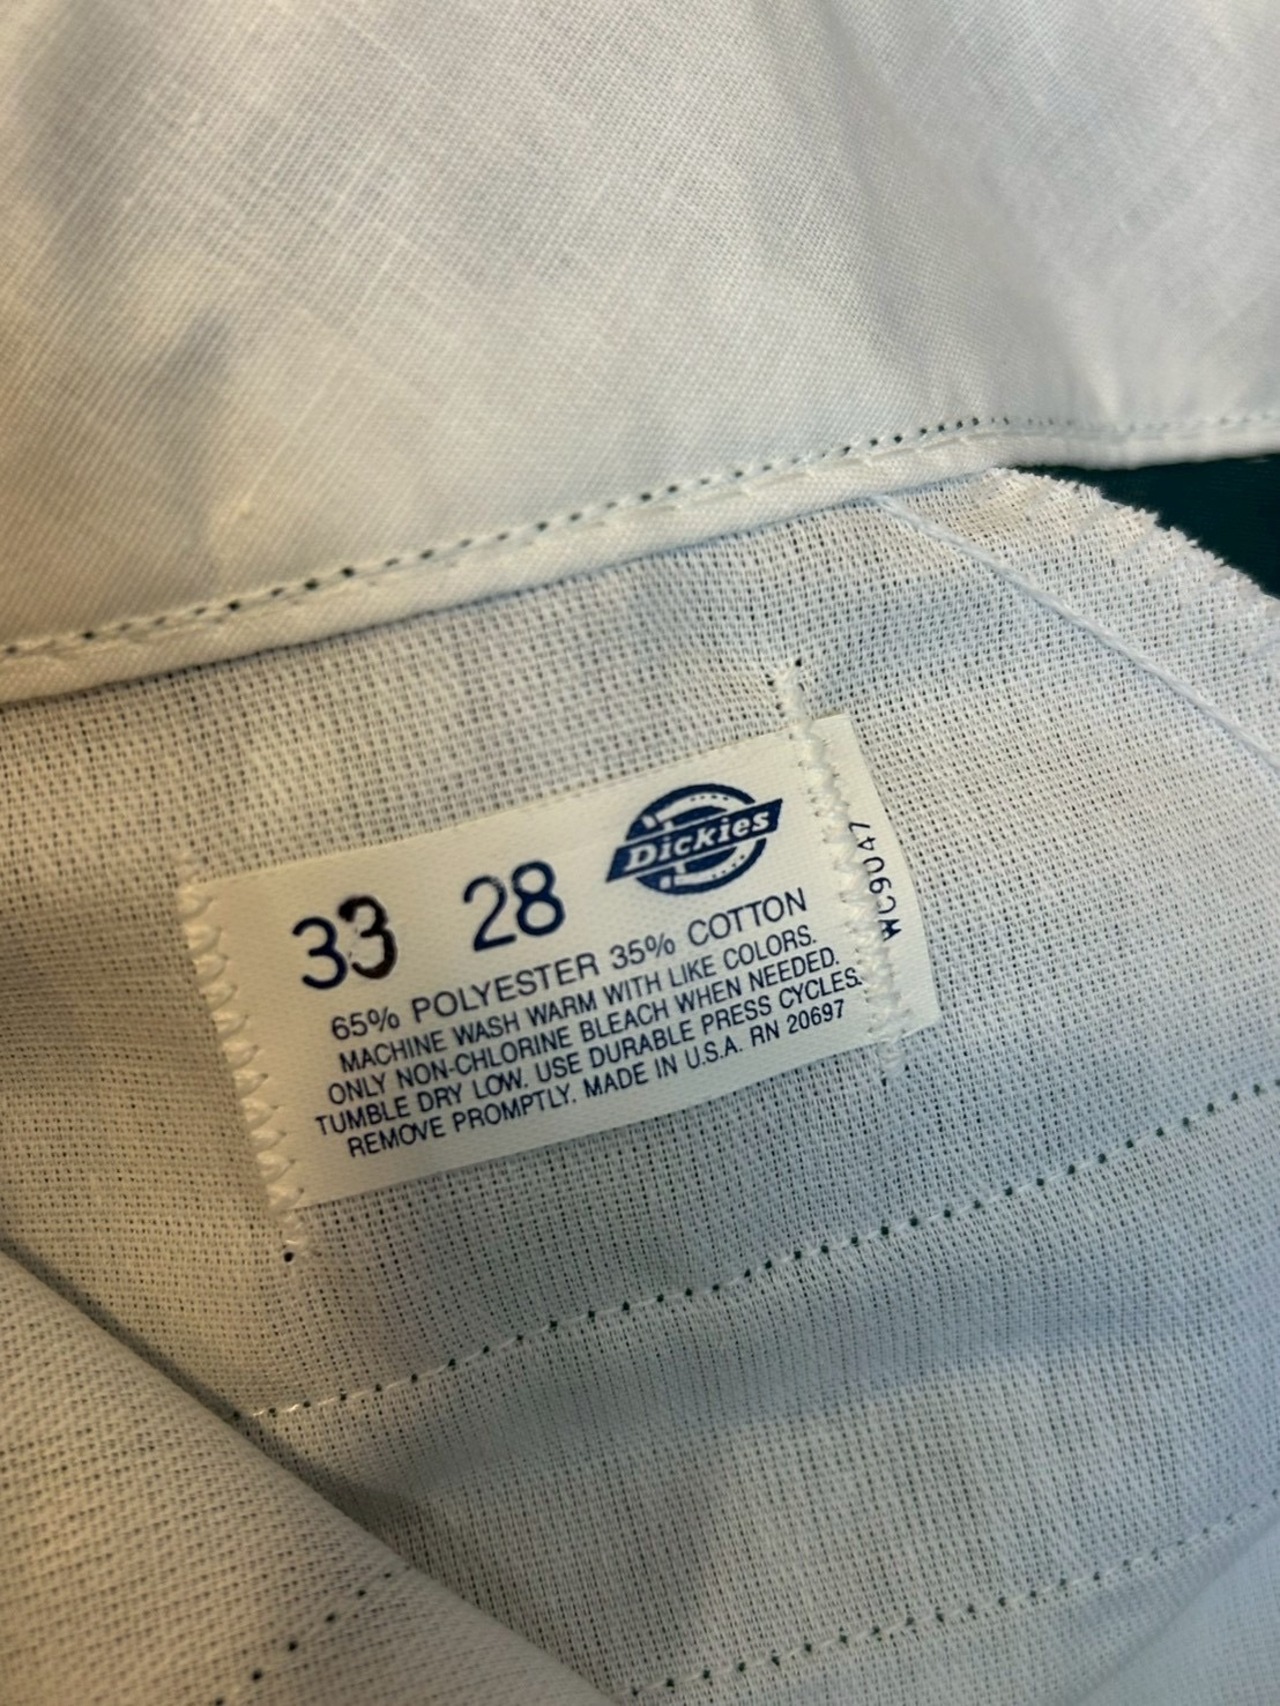 33 28 Dickies
65% POLYESTER 35% COTTON
MACHINE WASH WARM WITH LIKE COLORS.
ONLY NON-CHLORINE BLEACH WHEN NEEDED.
TUMBLE DRY LOW. USE DURABLE PRESS CYCLES.
REMOVE PROMPTLY. MADE IN U.S.A. RN 20697
WC9U47